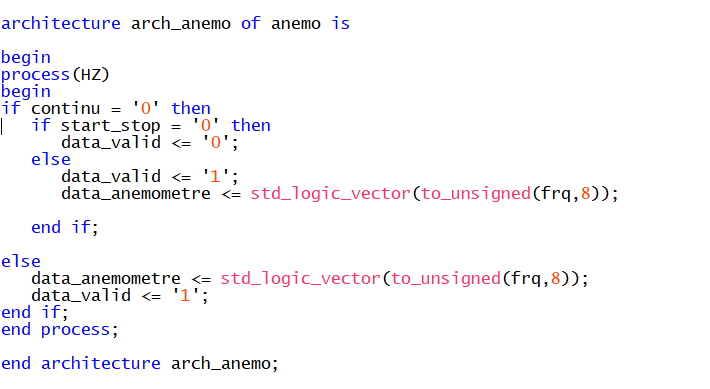 architecture arch_anemo of anemo is
begin
process(HZ)
begin
if continu = '0' then
if start_stop = '0' then
data_valid <= '0';
else
data_valid <= '1';
data_anemometre <= std_logic_vector(to_unsigned(frq,8));
end if;
else
data_anemometre <= std_logic_vector(to_unsigned(frq,8));
data_valid <= '1';
end if;
end process;
end architecture arch_anemo;